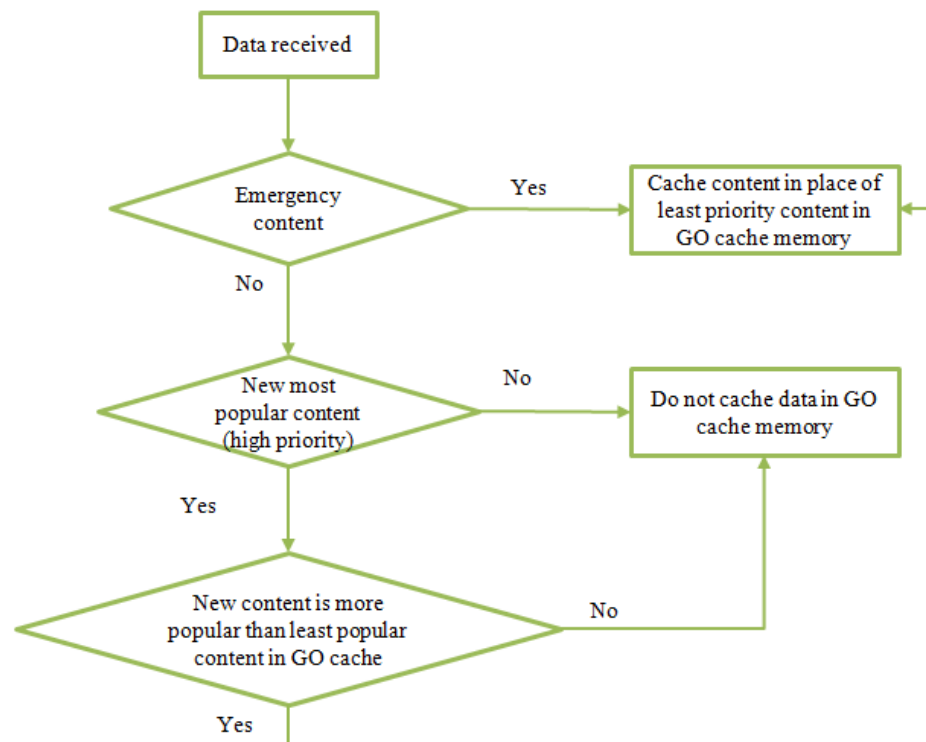 Data received
Emergency
content
Yes
Cache content in place of
least priority content in
GO cache memory
No
New most
popular content
(high priority)
No
Do not cache data in GO
cache memory
Yes
New content is more
popular than least popular
content in GO cache
No
Yes